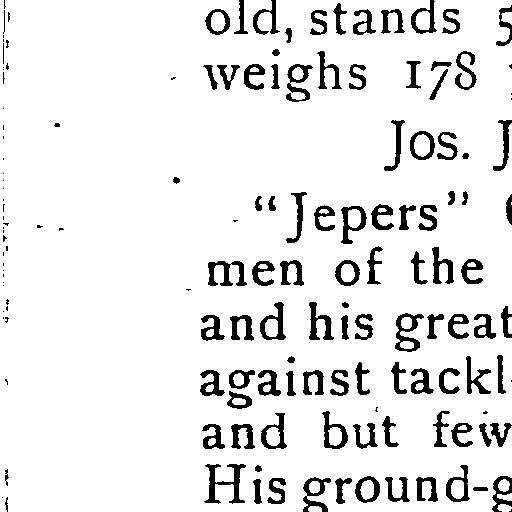 old, stands 5
weighs 178
Jos. J
"Jepers"
men of the
and his great
against tackl
and but few
His ground-g